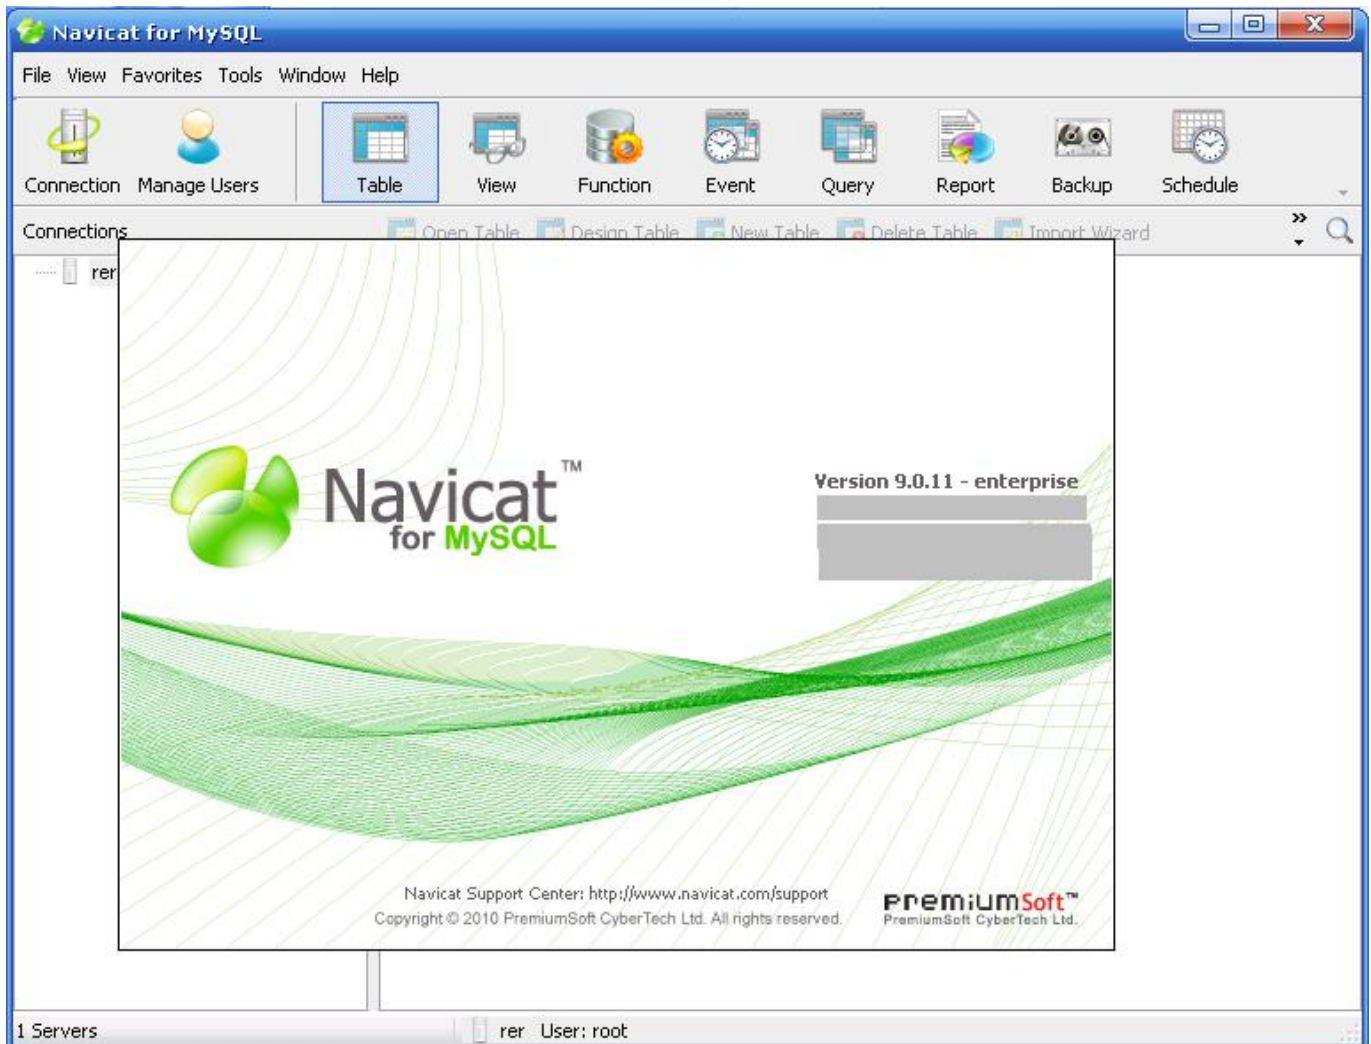 Navicat for MySQL
File View Favorites Tools Window Help
Connection Manage Users Table View Function Event Query Report Backup Schedule
Connections Open Table Design Table New Table Delete Table Import Wizard
rer
Navicat™
for MySQL
Version 9.0.11 - enterprise
Navicat Support Center: http://www.navicat.com/support
Copyright © 2010 PremiumSoft CyberTech Ltd. All rights reserved.
PremiumSoft™
PremiumSoft CyberTech Ltd.
1 Servers rer User: root